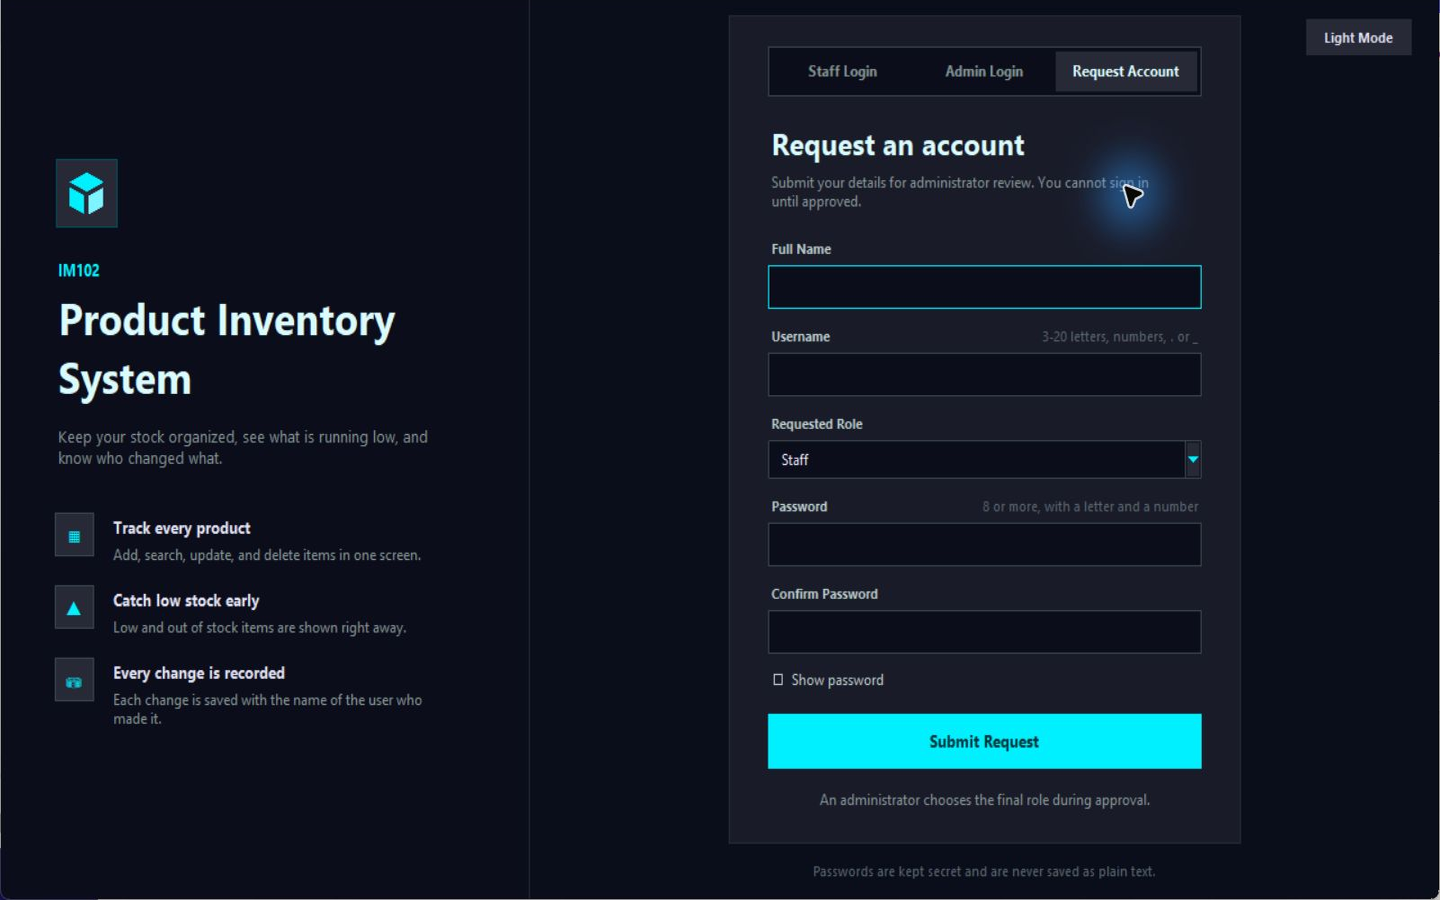 Light Mode
Staff Login
Admin Login
Request Account
IM102
Product Inventory
System
Keep your stock organized, see what is running low, and
know who changed what.
Track every product
Add, search, update, and delete items in one screen.
Catch low stock early
Low and out of stock items are shown right away.
Every change is recorded
Each change is saved with the name of the user who
made it.
Request an account
Submit your details for administrator review. You cannot sign in
until approved.
Full Name
Username
3-20 letters, numbers, . or _
Requested Role
Staff
Password
8 or more, with a letter and a number
Confirm Password
Show password
Submit Request
An administrator chooses the final role during approval.
Passwords are kept secret and are never saved as plain text.